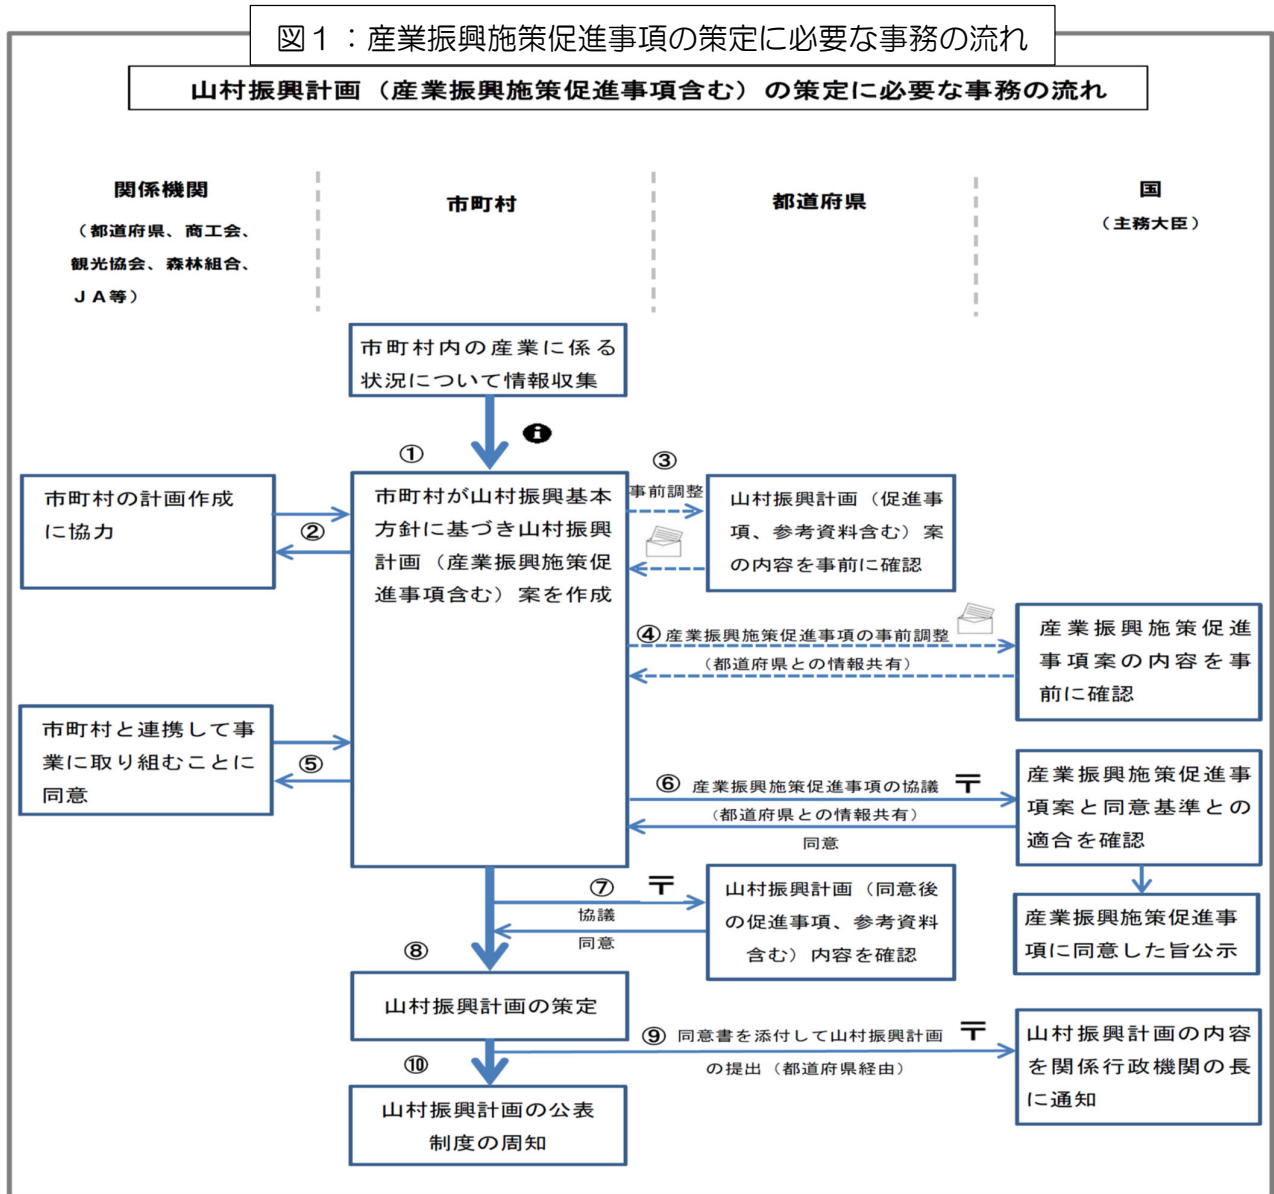 図１：産業振興施策促進事項の策定に必要な事務の流れ
山村振興計画（産業振興施策促進事項含む）の策定に必要な事務の流れ
関係機関
（都道府県、商工会、
観光協会、森林組合、
ＪＡ等）
市町村
都道府県
国
（主務大臣）
市町村内の産業に係る
状況について情報収集
①
市町村が山村振興基本
方針に基づき山村振興
計画（産業振興施策促
進事項含む）案を作成
市町村の計画作成
に協力
②
③
事前調整
山村振興計画（促進事
項、参考資料含む）案
の内容を事前に確認
④産業振興施策促進事項の事前調整
（都道府県との情報共有）
産業振興施策促進
事項案の内容を事
前に確認
市町村と連携して事
業に取り組むことに
同意
⑤
⑥ 産業振興施策促進事項の協議 〒
（都道府県との情報共有）
同意
産業振興施策促進事
項案と同意基準との
適合を確認
⑦ 〒
協議
同意
山村振興計画（同意後
の促進事項、参考資料
含む）内容を確認
産業振興施策促進事
項に同意した旨公示
⑧
山村振興計画の策定
⑨ 同意書を添付して山村振興計画 〒
の提出（都道府県経由）
山村振興計画の内容
を関係行政機関の長
に通知
⑩
山村振興計画の公表
制度の周知